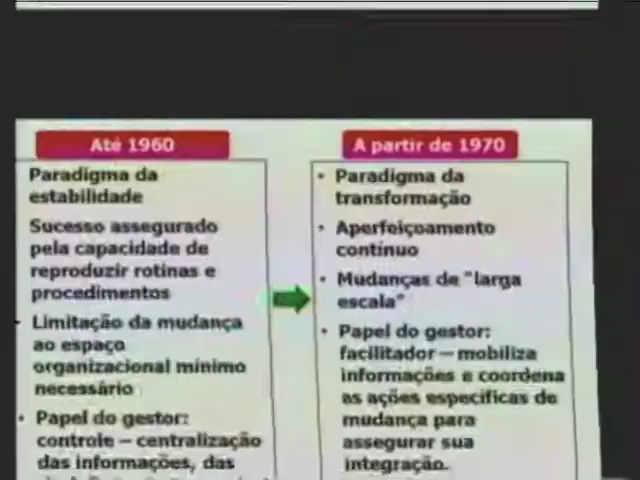 Até 1960
Paradigma da
estabilidade
Sucesso assegurado
pela capacidade de
reproduzir rotinas e
procedimentos
Limitação da mudança
ao espaço
organizacional mínimo
necessário
• Papel do gestor:
controle – centralização
das informações, das
A partir de 1970
• Paradigma da
transformação
• Aperfeiçoamento
contínuo
• Mudanças de "larga
escala"
• Papel do gestor:
facilitador – mobiliza
informações e coordena
as ações específicas de
mudança para
assegurar sua
integração.